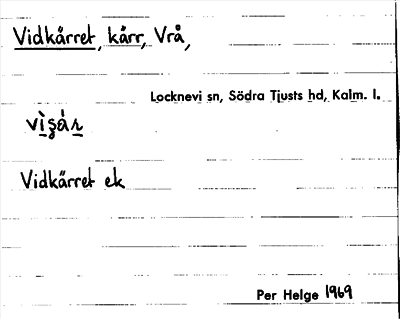 Vidkärret, kärr, Vrå,
Locknevi sn, Södra Tjusts hd, Kalm. l.
Vidkärret ek
Per Helge 1969